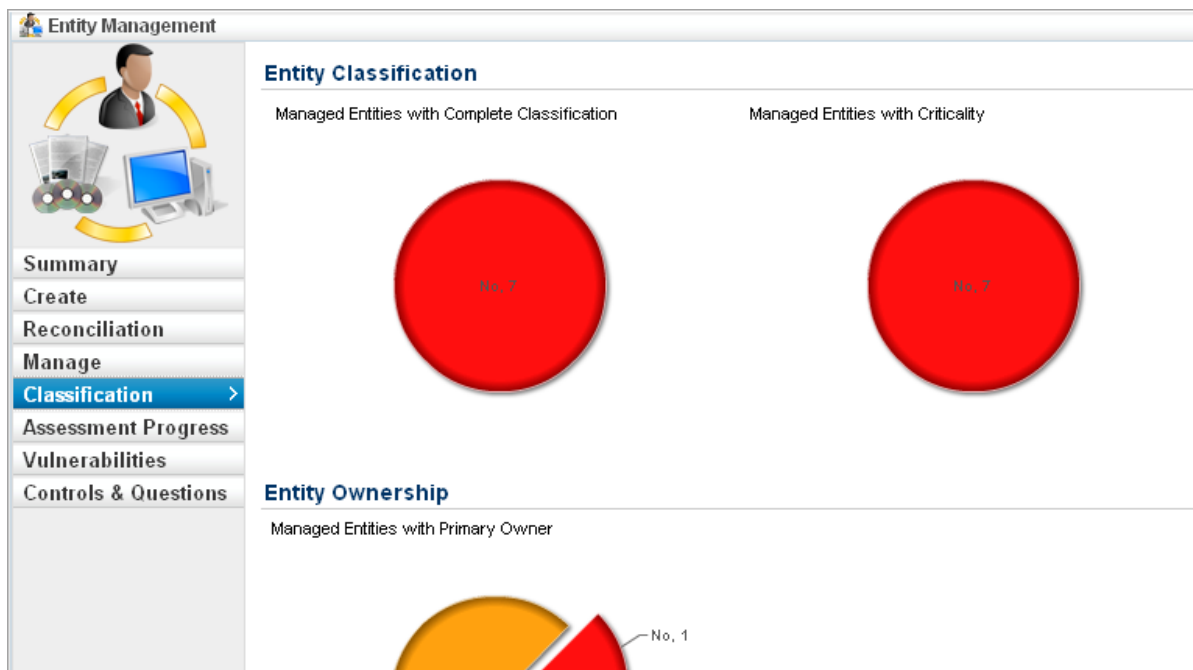 Entity Management
Entity Classification
Managed Entities with Complete Classification
Managed Entities with Criticality
No, 7
No, 7
Summary
Create
Reconciliation
Manage
Classification
Assessment Progress
Vulnerabilities
Controls & Questions
Entity Ownership
Managed Entities with Primary Owner
No, 1